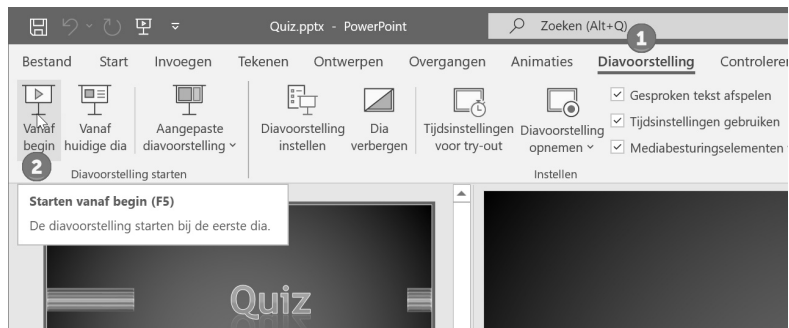 Quiz.pptx - PowerPoint
Zoeken (Alt+Q)
1
Bestand Start Invoegen Tekenen Ontwerpen Overgangen Animaties Diavoorstelling Controleren
Vanaf begin
Vanaf huidige dia
Aangepaste diavoorstelling
Diavoorstelling instellen
Dia verbergen
Tijdsinstellingen voor try-out
Diavoorstelling opnemen
Gesproken tekst afspelen
Tijdsinstellingen gebruiken
Mediabesturingselementen
2
Diavoorstelling starten
Instellen
Starten vanaf begin (F5)
De diavoorstelling starten bij de eerste dia.
Quiz